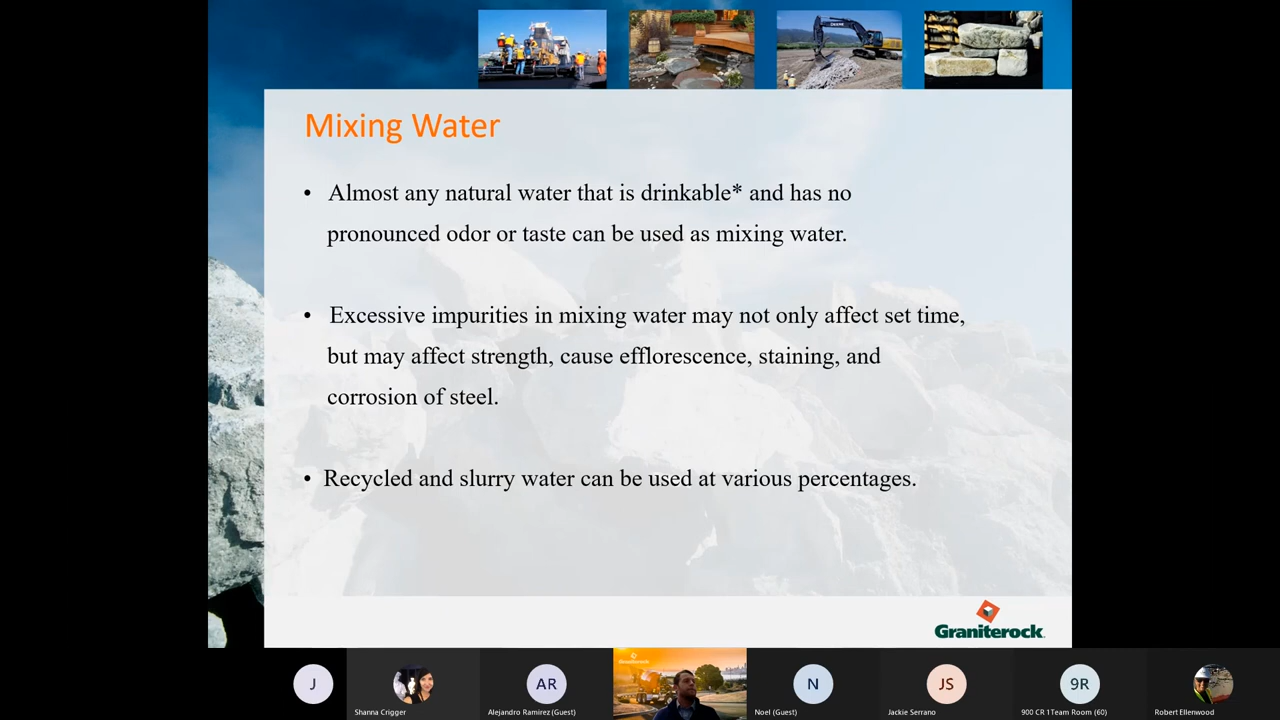 Mixing Water
• Almost any natural water that is drinkable* and has no
pronounced odor or taste can be used as mixing water.
• Excessive impurities in mixing water may not only affect set time,
but may affect strength, cause efflorescence, staining, and
corrosion of steel.
• Recycled and slurry water can be used at various percentages.
Graniterock
J
Shanna Crigger
AR
Alejandro Ramirez (Guest)
Graniterock
N
Noel (Guest)
JS
Jackie Serrano
9R
900 CR 1Team Room (60)
Robert Ellenwood